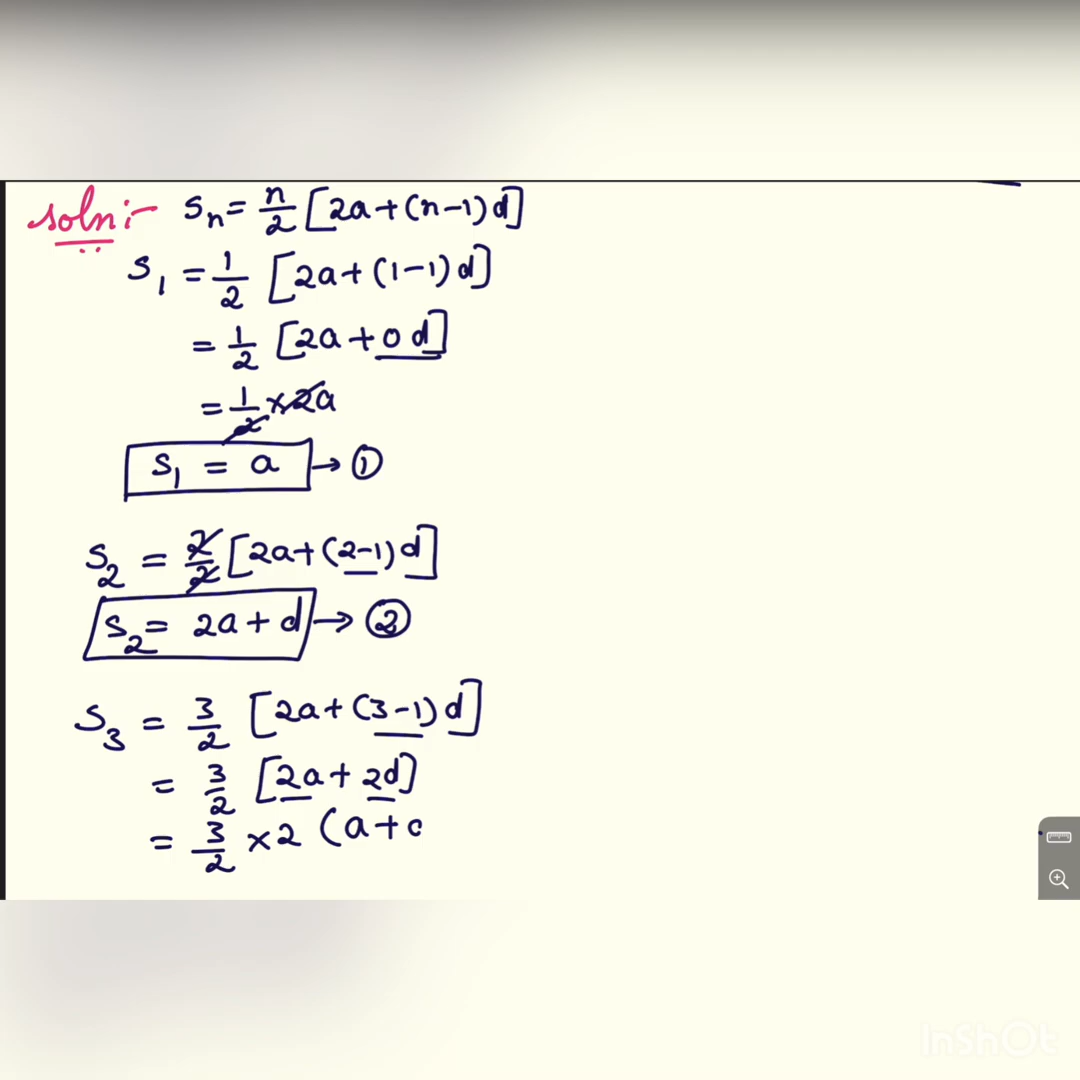 soln:- Sn = n/2 [2a+(n-1)d]
S1 = 1/2 [2a+(1-1)d]
= 1/2 [2a+0d]
= 1/2 ×2a
S1 = a → ①
S2 = 2/2 [2a+(2-1)d]
S2 = 2a+d → ②
S3 = 3/2 [2a+(3-1)d]
= 3/2 [2a+2d]
= 3/2 ×2 (a+c
InShOt